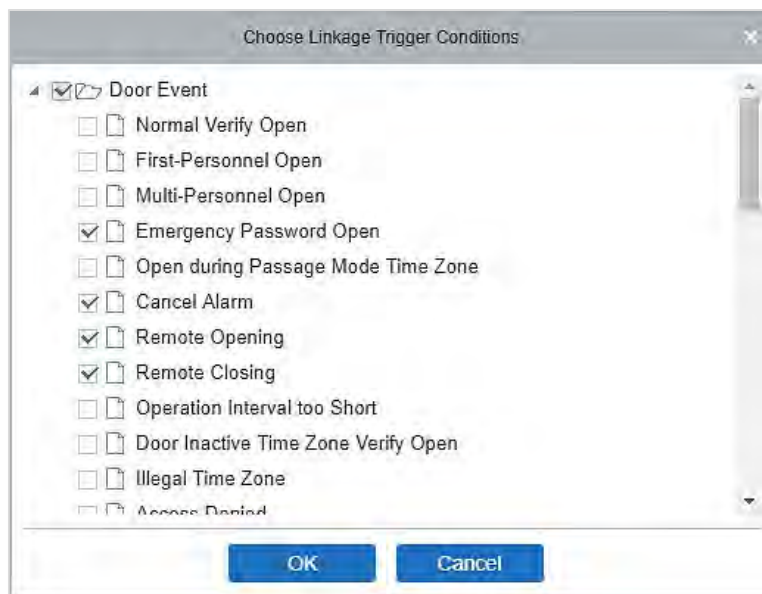 Choose Linkage Trigger Conditions
Door Event
Normal Verify Open
First-Personnel Open
Multi-Personnel Open
Emergency Password Open
Open during Passage Mode Time Zone
Cancel Alarm
Remote Opening
Remote Closing
Operation Interval too Short
Door Inactive Time Zone Verify Open
Illegal Time Zone
Access Denied
OK Cancel